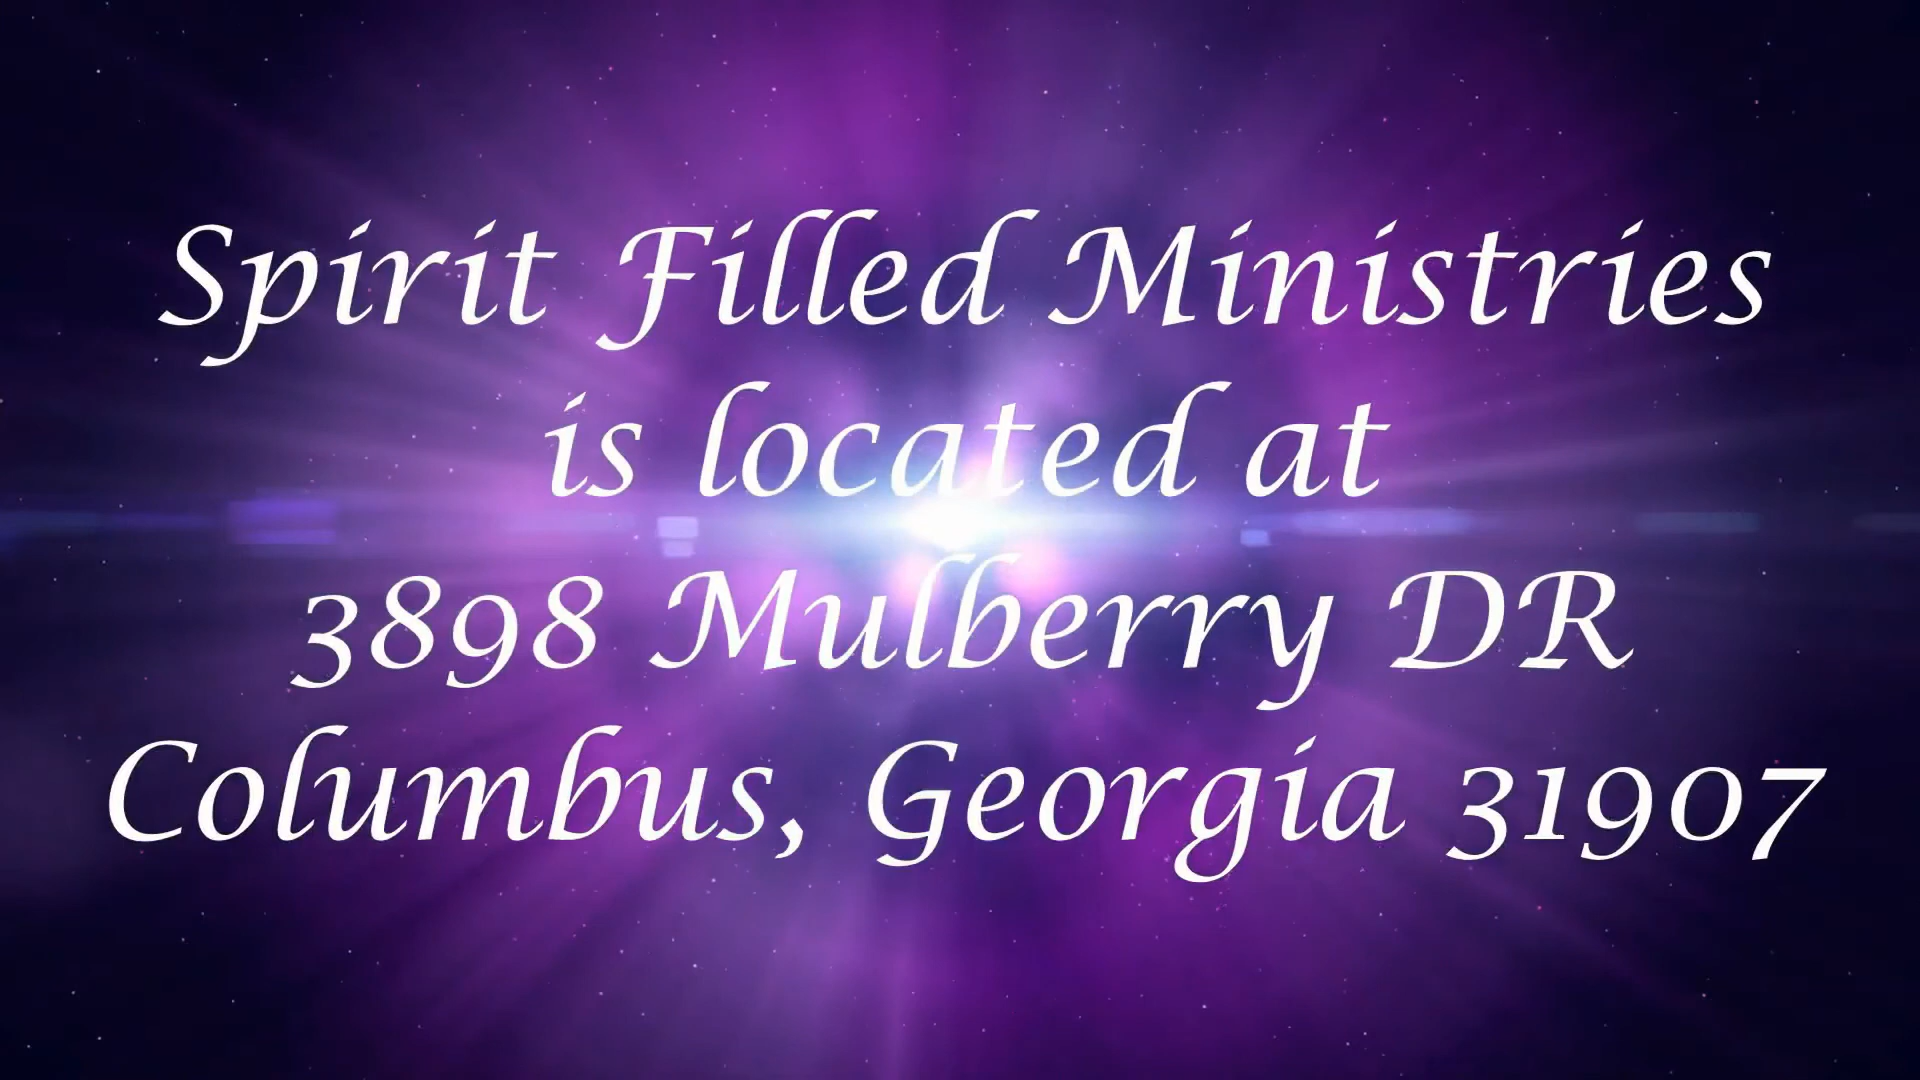 Spirit Filled Ministries
is located at
3898 Mulberry DR
Columbus, Georgia 31907